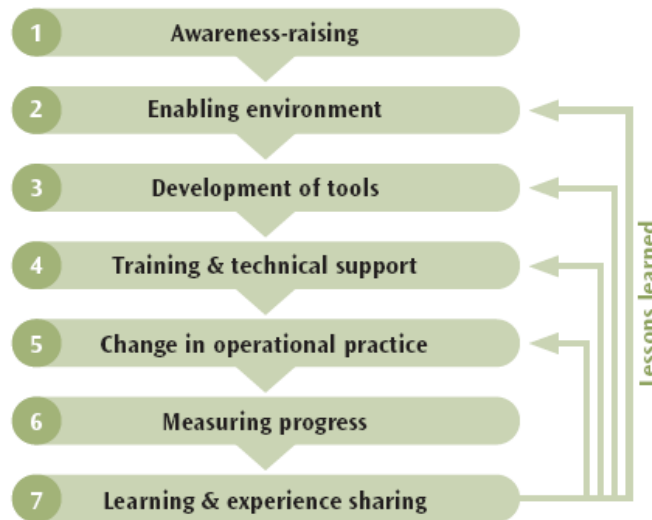 1 Awareness-raising
2 Enabling environment
3 Development of tools
4 Training & technical support
5 Change in operational practice
6 Measuring progress
7 Learning & experience sharing
Lessons learned